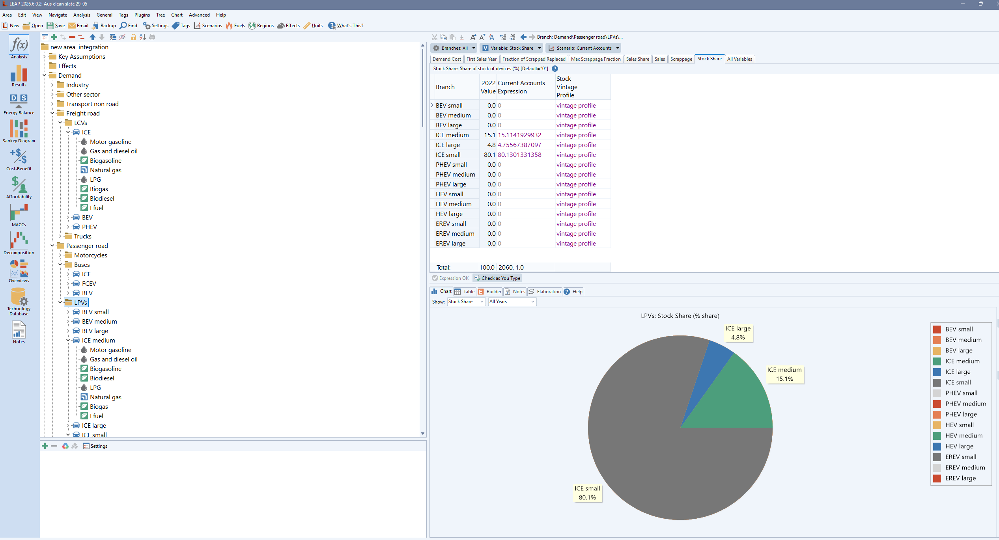 LEAP 2026.6.0.2: Aus clean slate 29_05
Area Edit View Navigate Analysis General Tags Plugins Tree Chart Advanced Help
New Open Save Email Backup Find Settings Tags Scenarios Fuels Regions Effects Units What's This?
Analysis
Results
Energy Balance
Sankey Diagram
Cost-Benefit
Affordability
MACCs
Decomposition
Overviews
Technology
Database
Notes
new area integration
Key Assumptions
Effects
Demand
Industry
Other sector
Transport non road
Freight road
LCVs
ICE
Motor gasoline
Gas and diesel oil
Biogasoline
Natural gas
LPG
Biogas
Biodiesel
Efuel
BEV
PHEV
Trucks
Passenger road
Motorcycles
Buses
ICE
FCEV
BEV
LPVs
BEV small
BEV medium
BEV large
ICE medium
Motor gasoline
Gas and diesel oil
Biogasoline
Biodiesel
LPG
Natural gas
Biogas
Efuel
ICE large
ICE small
Settings
Branch: Demand\Passenger road\LPVs\...
Branches: All Variable: Stock Share Scenario: Current Accounts
Demand Cost First Sales Year Fraction of Scrapped Replaced Max Scrappage Fraction Sales Share Sales Scrappage Stock Share All Variables
Stock Share: Share of stock of devices (%) [Default="0"]
Branch 2022 Value Current Accounts Expression Stock Vintage Profile
BEV small 0.0 0 vintage profile
BEV medium 0.0 0 vintage profile
BEV large 0.0 0 vintage profile
ICE medium 15.1 15.1141929932 vintage profile
ICE large 4.8 4.75567387097 vintage profile
ICE small 80.1 80.1301331358 vintage profile
PHEV small 0.0 0 vintage profile
PHEV medium 0.0 0 vintage profile
PHEV large 0.0 0 vintage profile
HEV small 0.0 0 vintage profile
HEV medium 0.0 0 vintage profile
HEV large 0.0 0 vintage profile
EREV small 0.0 0 vintage profile
EREV medium 0.0 0 vintage profile
EREV large 0.0 0 vintage profile
Total: 100.0 2060, 1.0
Expression OK Check as You Type
Chart Table Builder Notes Elaboration Help
Show: Stock Share All Years
LPVs: Stock Share (% share)
ICE large
4.8%
ICE medium
15.1%
ICE small
80.1%
BEV small
BEV medium
BEV large
ICE medium
ICE large
ICE small
PHEV small
PHEV medium
PHEV large
HEV small
HEV medium
HEV large
EREV small
EREV medium
EREV large